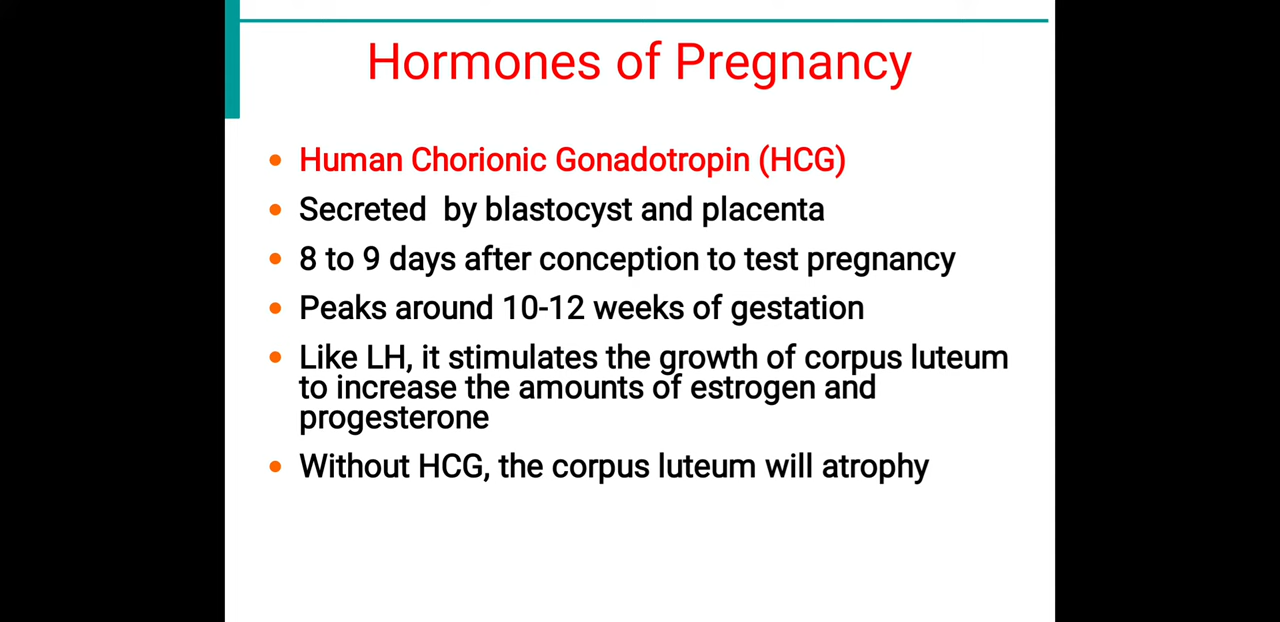 Hormones of Pregnancy
Human Chorionic Gonadotropin (HCG)
Secreted by blastocyst and placenta
8 to 9 days after conception to test pregnancy
Peaks around 10-12 weeks of gestation
Like LH, it stimulates the growth of corpus luteum
to increase the amounts of estrogen and
progesterone
Without HCG, the corpus luteum will atrophy